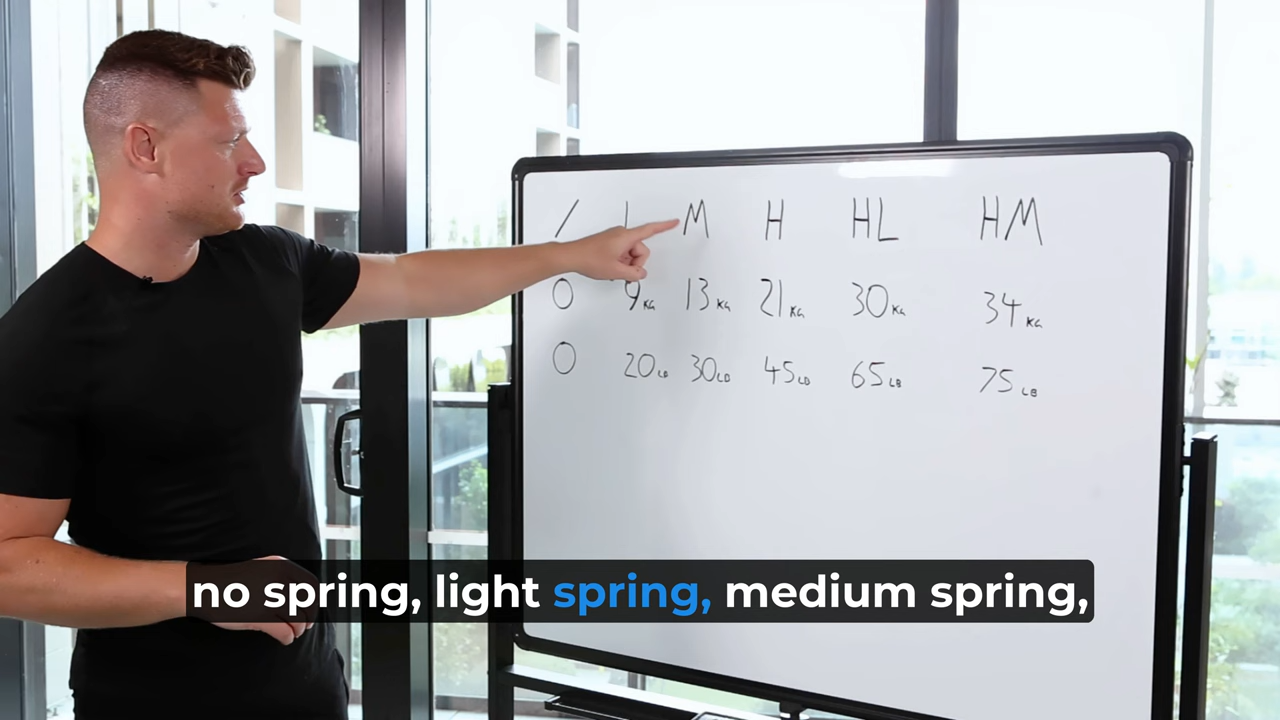 / L M H HL HM
0 9KG 13KG 21KG 30KG 34KG
0 20LB 30LB 45LB 65LB 75LB
no spring, light spring, medium spring,